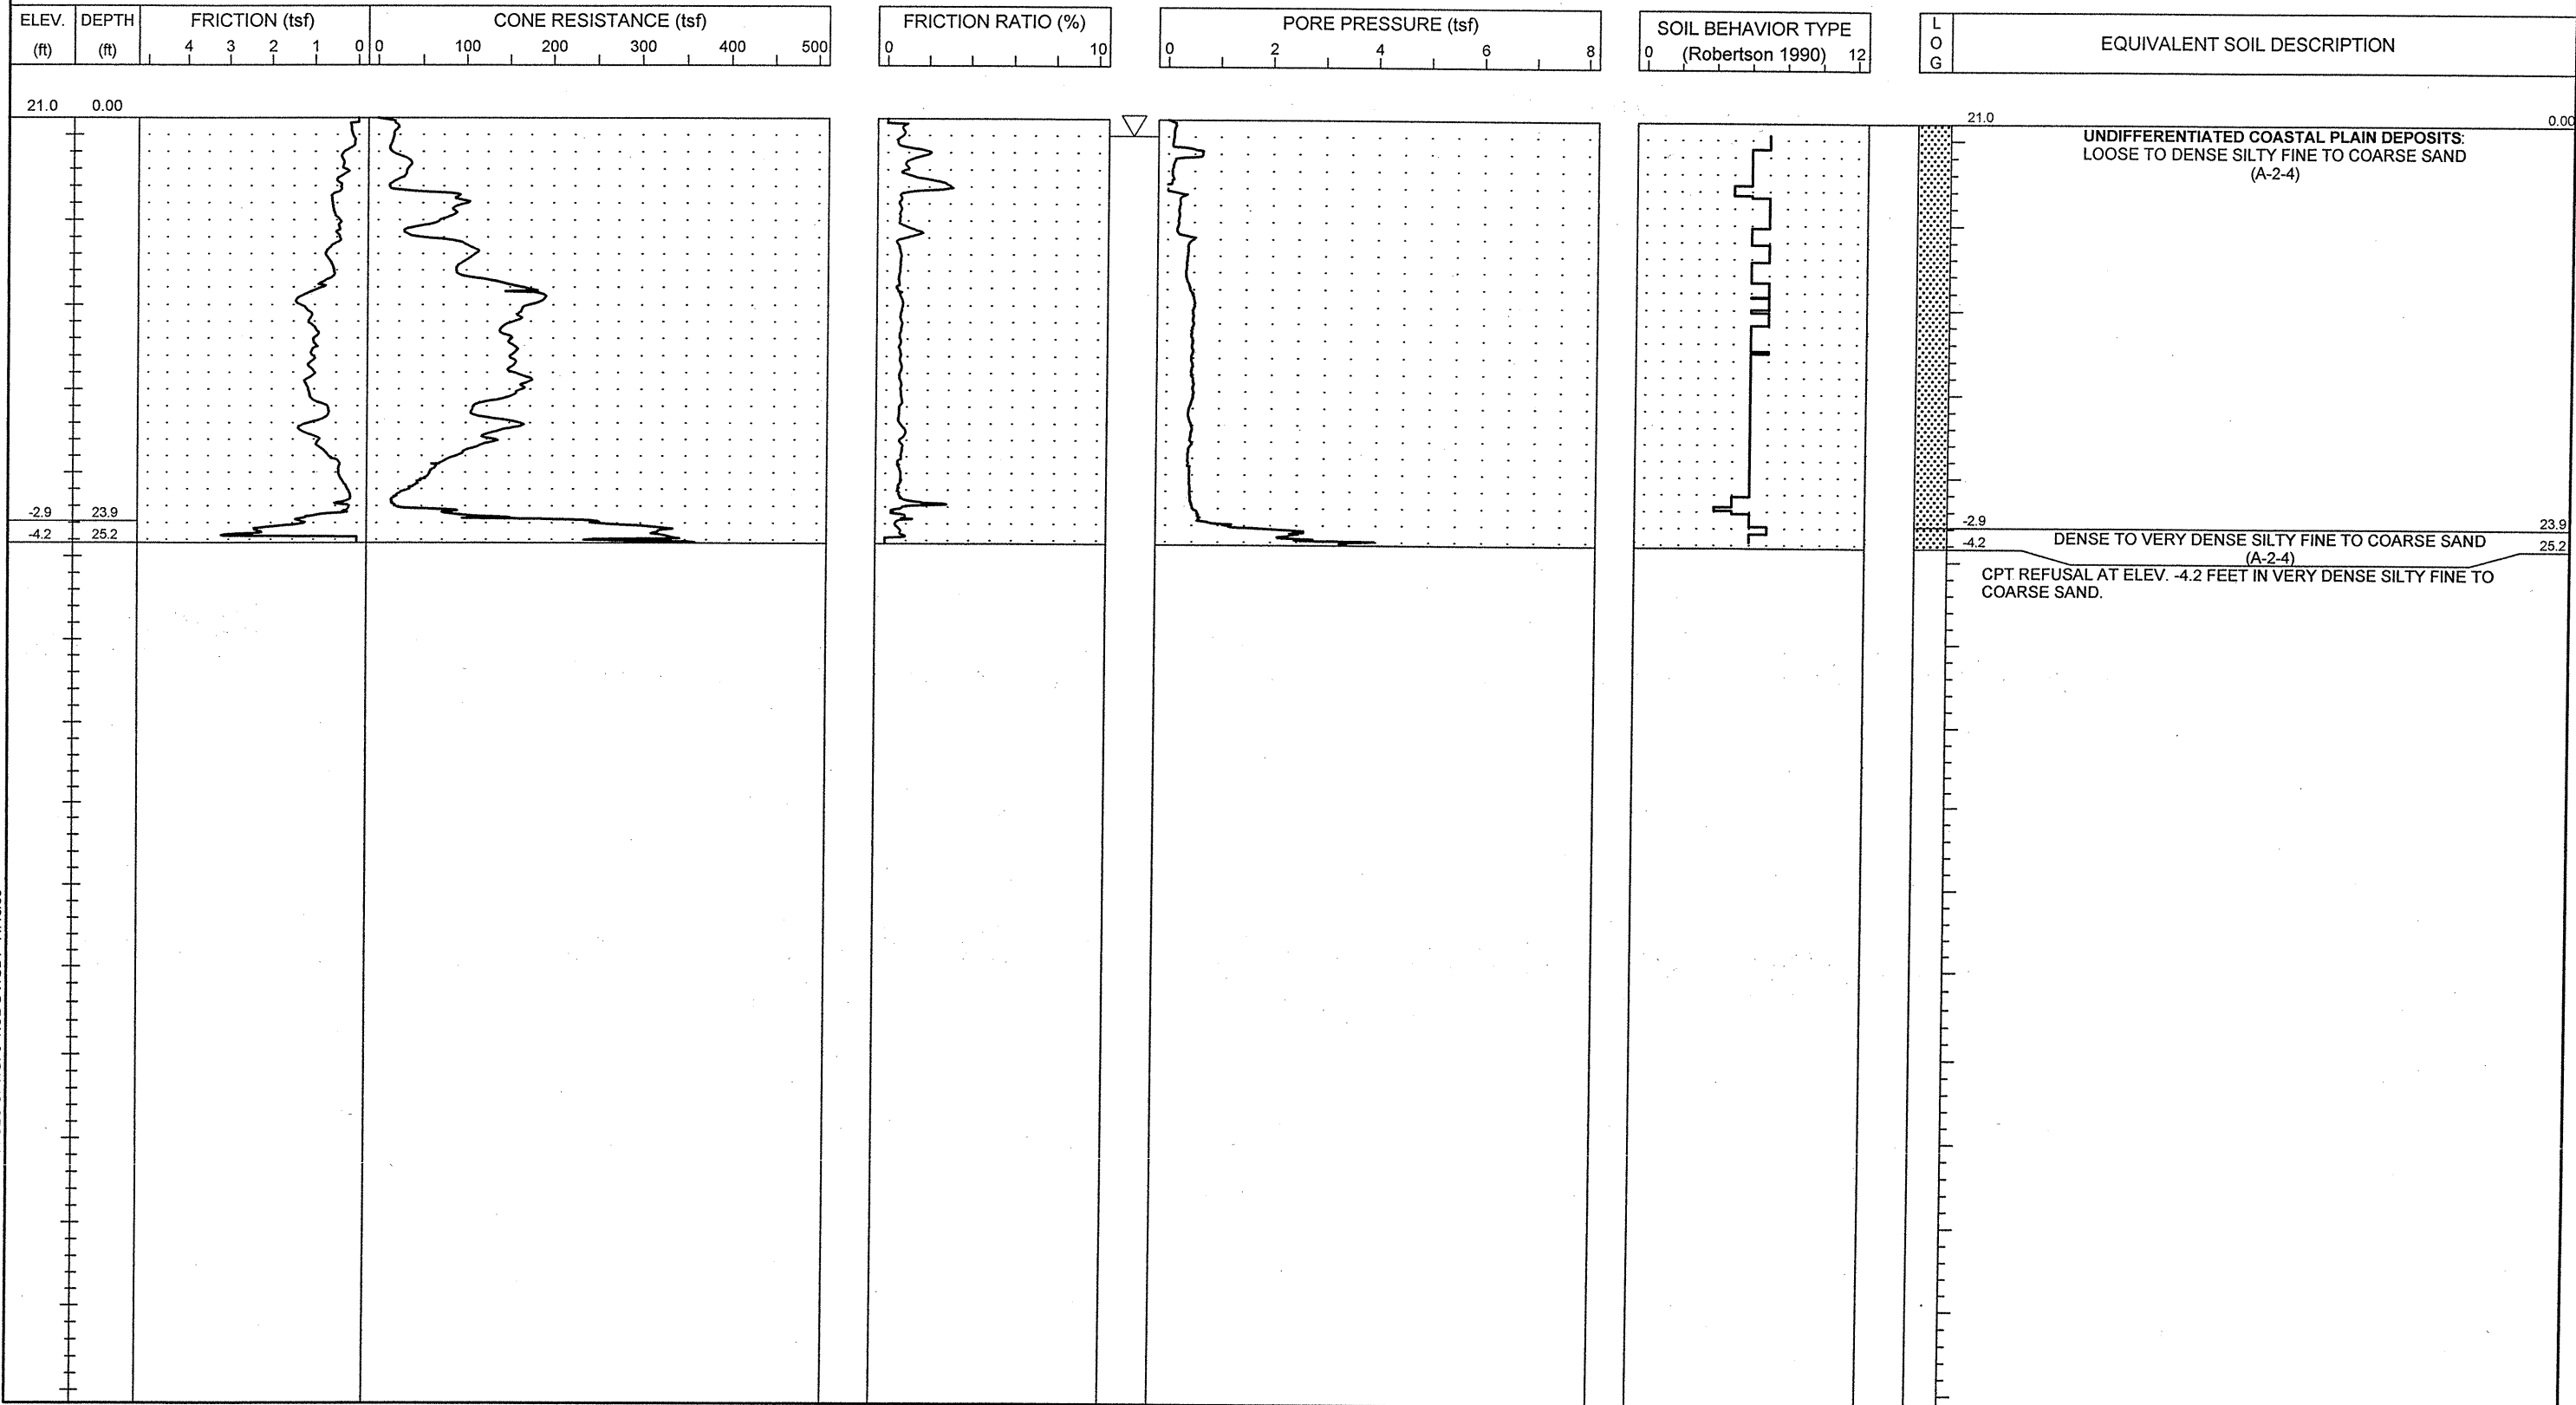 ELEV. DEPTH FRICTION (tsf) CONE RESISTANCE (tsf) FRICTION RATIO (%) PORE PRESSURE (tsf) SOIL BEHAVIOR TYPE L
(ft) (ft) 4 3 2 1 0 0 100 200 300 400 500 0 10 0 2 4 6 8 0 (Robertson 1990) 12 O EQUIVALENT SOIL DESCRIPTION
G
21.0 0.00
21.0 0.00
UNDIFFERENTIATED COASTAL PLAIN DEPOSITS:
LOOSE TO DENSE SILTY FINE TO COARSE SAND
(A-2-4)
-2.9 23.9
-2.9 23.9
-4.2 25.2
DENSE TO VERY DENSE SILTY FINE TO COARSE SAND
-4.2 25.2
(A-2-4)
CPT REFUSAL AT ELEV. -4.2 FEET IN VERY DENSE SILTY FINE TO
COARSE SAND.